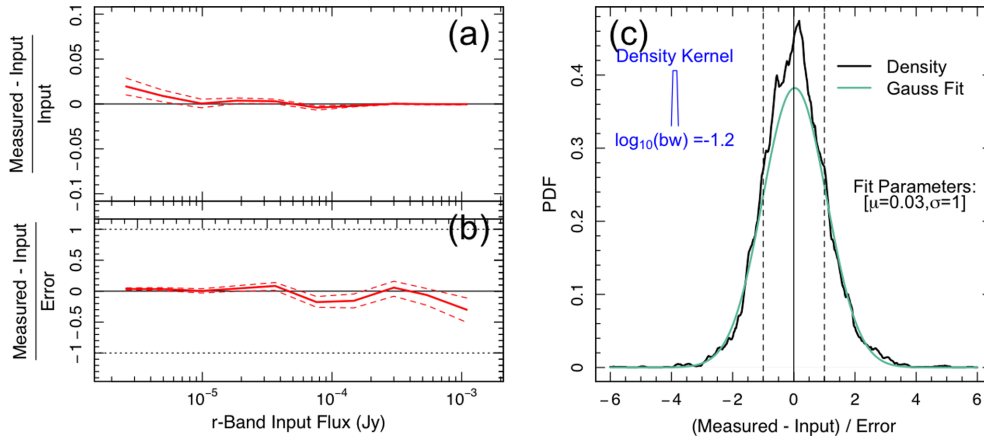 (a)
Measured - Input
Input
0.1
0.05
0
−0.05
−0.1
(b)
Measured - Input
Error
1
0.5
0
−0.5
−1
10−5
10−4
10−3
r-Band Input Flux (Jy)
(c)
Density Kernel
log10(bw) =-1.2
Density
Gauss Fit
Fit Parameters:
[μ=0.03,σ=1]
PDF
0.4
0.3
0.2
0.1
0
−6
−4
−2
0
2
4
6
(Measured - Input) / Error